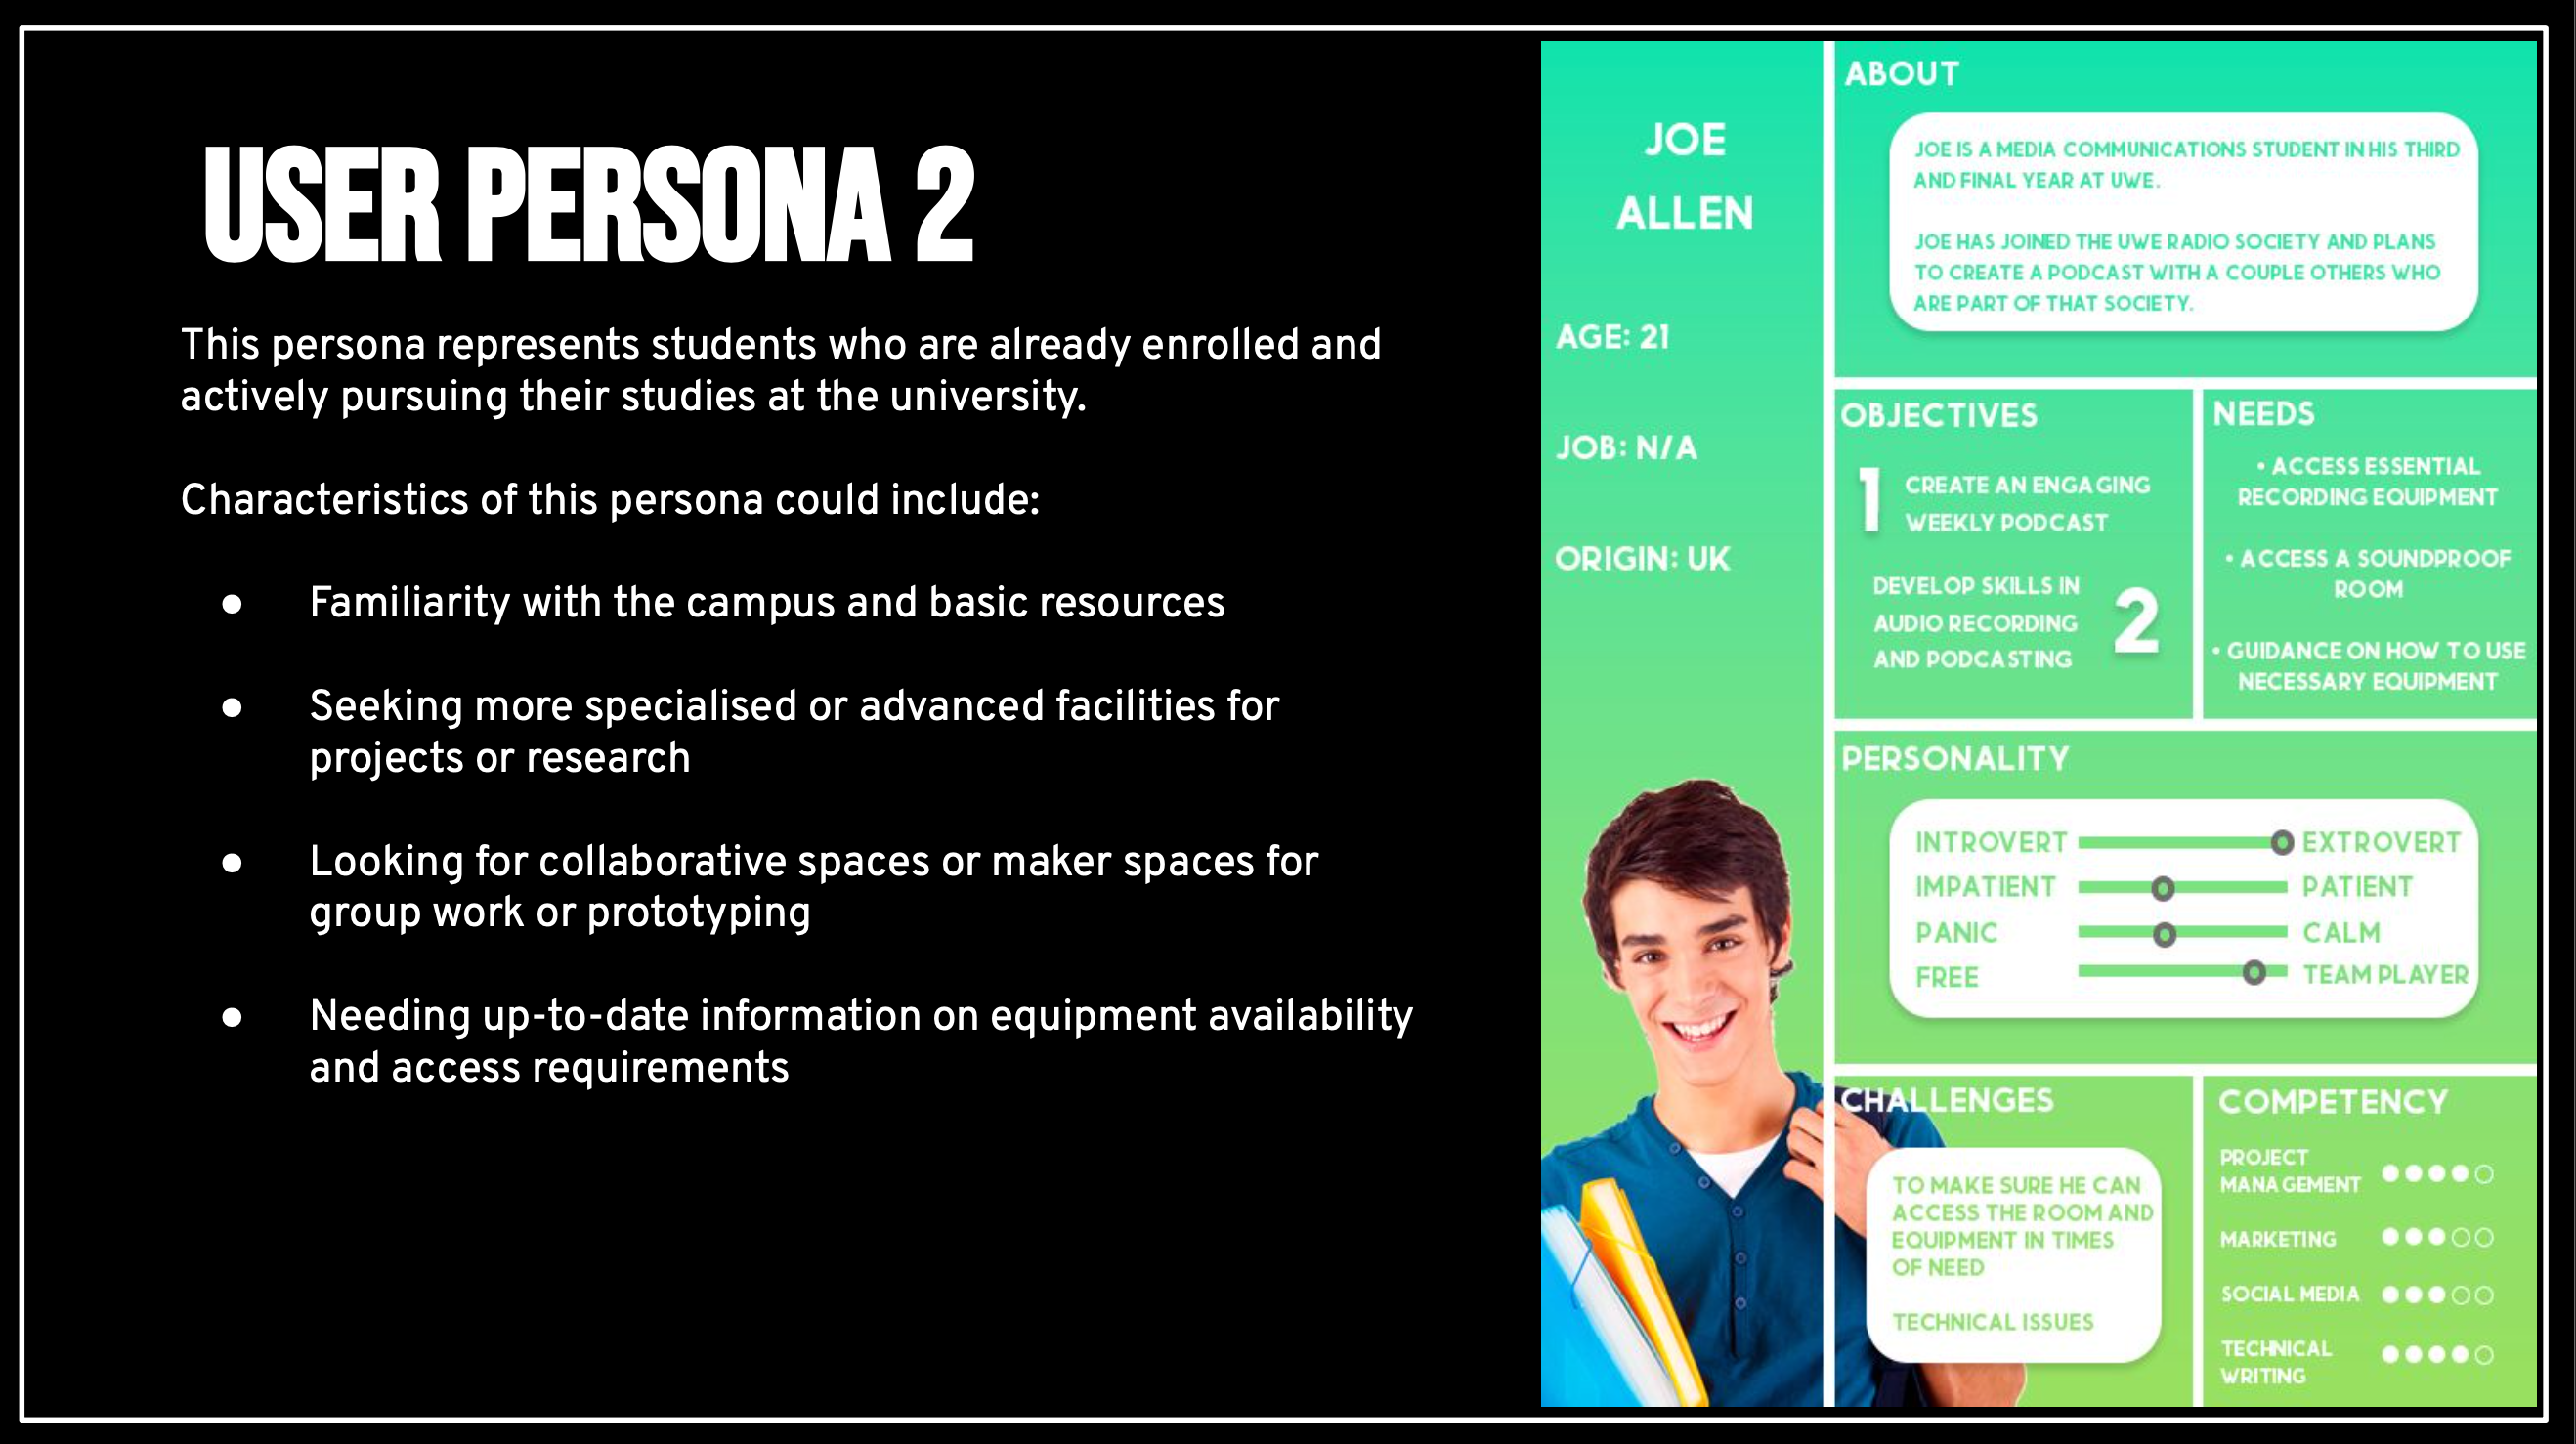 USER PERSONA 2
This persona represents students who are already enrolled and
actively pursuing their studies at the university.
Characteristics of this persona could include:
● Familiarity with the campus and basic resources
● Seeking more specialised or advanced facilities for
projects or research
● Looking for collaborative spaces or maker spaces for
group work or prototyping
● Needing up-to-date information on equipment availability
and access requirements
JOE
ALLEN
AGE: 21
JOB: N/A
ORIGIN: UK
ABOUT
JOE IS A MEDIA COMMUNICATIONS STUDENT IN HIS THIRD
AND FINAL YEAR AT UWE.
JOE HAS JOINED THE UWE RADIO SOCIETY AND PLANS
TO CREATE A PODCAST WITH A COUPLE OTHERS WHO
ARE PART OF THAT SOCIETY.
OBJECTIVES
1 CREATE AN ENGAGING
WEEKLY PODCAST
DEVELOP SKILLS IN
AUDIO RECORDING 2
AND PODCASTING
NEEDS
• ACCESS ESSENTIAL
RECORDING EQUIPMENT
• ACCESS A SOUNDPROOF
ROOM
• GUIDANCE ON HOW TO USE
NECESSARY EQUIPMENT
PERSONALITY
INTROVERT EXTROVERT
IMPATIENT PATIENT
PANIC CALM
FREE TEAM PLAYER
CHALLENGES
TO MAKE SURE HE CAN
ACCESS THE ROOM AND
EQUIPMENT IN TIMES
OF NEED
TECHNICAL ISSUES
COMPETENCY
PROJECT
MANAGEMENT
MARKETING
SOCIAL MEDIA
TECHNICAL
WRITING